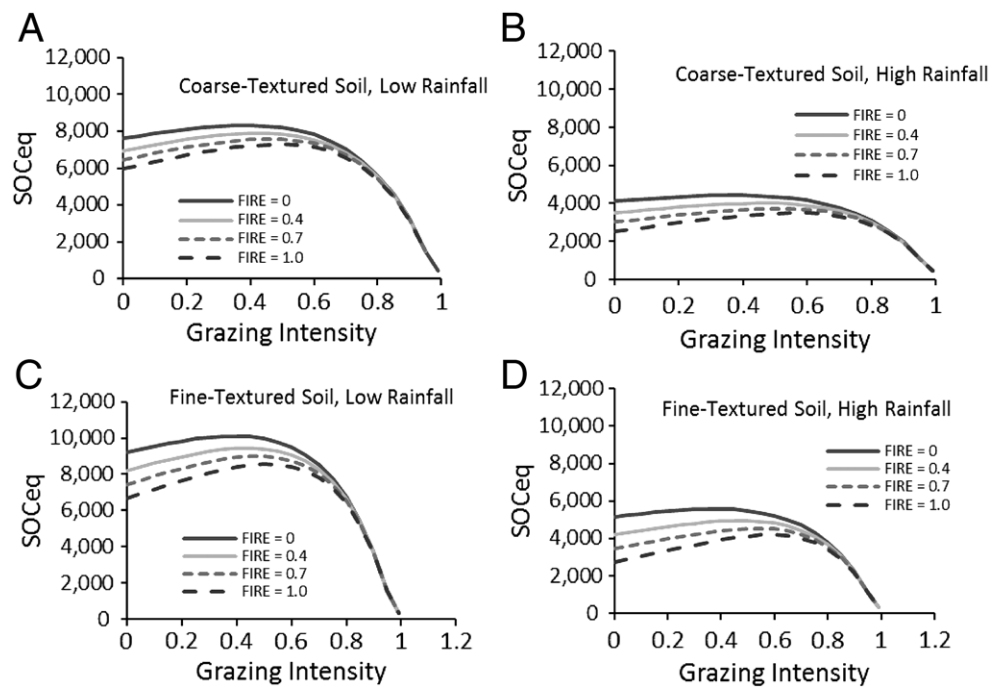 A
12,000
10,000
8,000
6,000
4,000
2,000
0
SOCeq
Coarse-Textured Soil, Low Rainfall
FIRE = 0
FIRE = 0.4
FIRE = 0.7
FIRE = 1.0
0 0.2 0.4 0.6 0.8 1
Grazing Intensity
B
12,000
10,000
8,000
6,000
4,000
2,000
0
SOCeq
Coarse-Textured Soil, High Rainfall
FIRE = 0
FIRE = 0.4
FIRE = 0.7
FIRE = 1.0
0 0.2 0.4 0.6 0.8 1
Grazing Intensity
C
12,000
10,000
8,000
6,000
4,000
2,000
0
SOCeq
Fine-Textured Soil, Low Rainfall
FIRE = 0
FIRE = 0.4
FIRE = 0.7
FIRE = 1.0
0 0.2 0.4 0.6 0.8 1 1.2
Grazing Intensity
D
12,000
10,000
8,000
6,000
4,000
2,000
0
SOCeq
Fine-Textured Soil, High Rainfall
FIRE = 0
FIRE = 0.4
FIRE = 0.7
FIRE = 1.0
0 0.2 0.4 0.6 0.8 1 1.2
Grazing Intensity